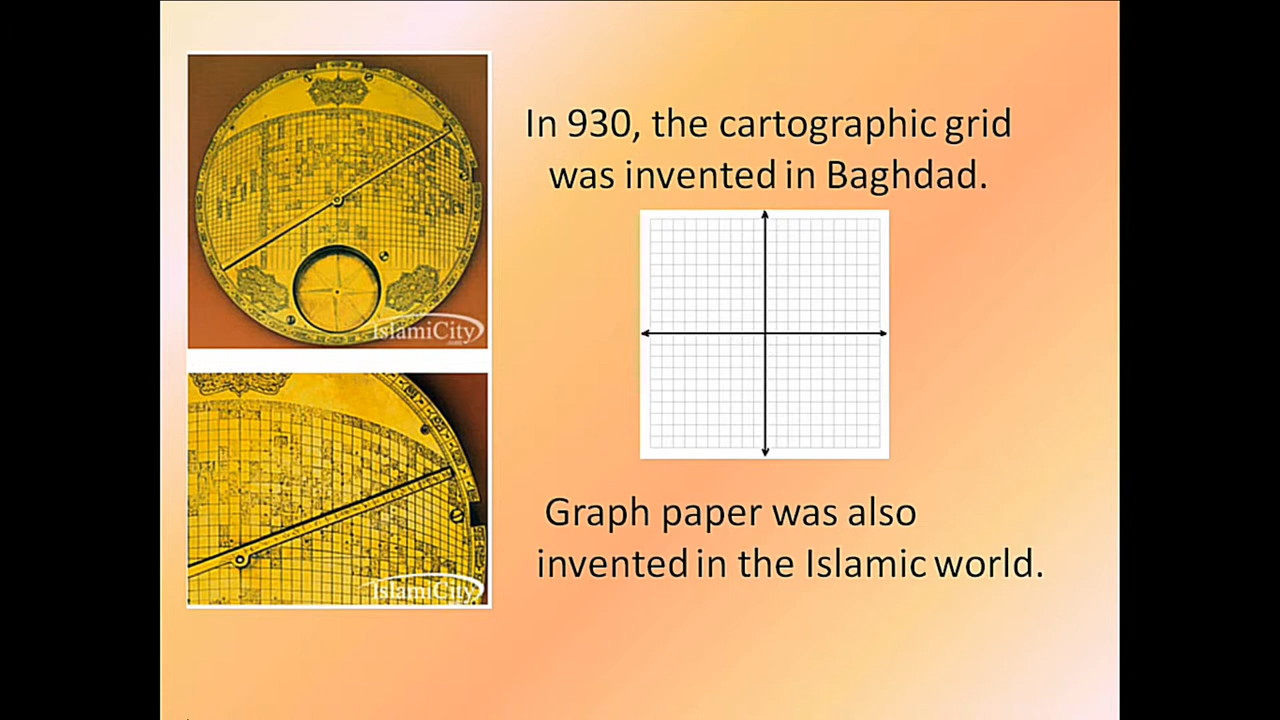 In 930, the cartographic grid
was invented in Baghdad.
IslamiCity
.com
IslamiCity
Graph paper was also
invented in the Islamic world.